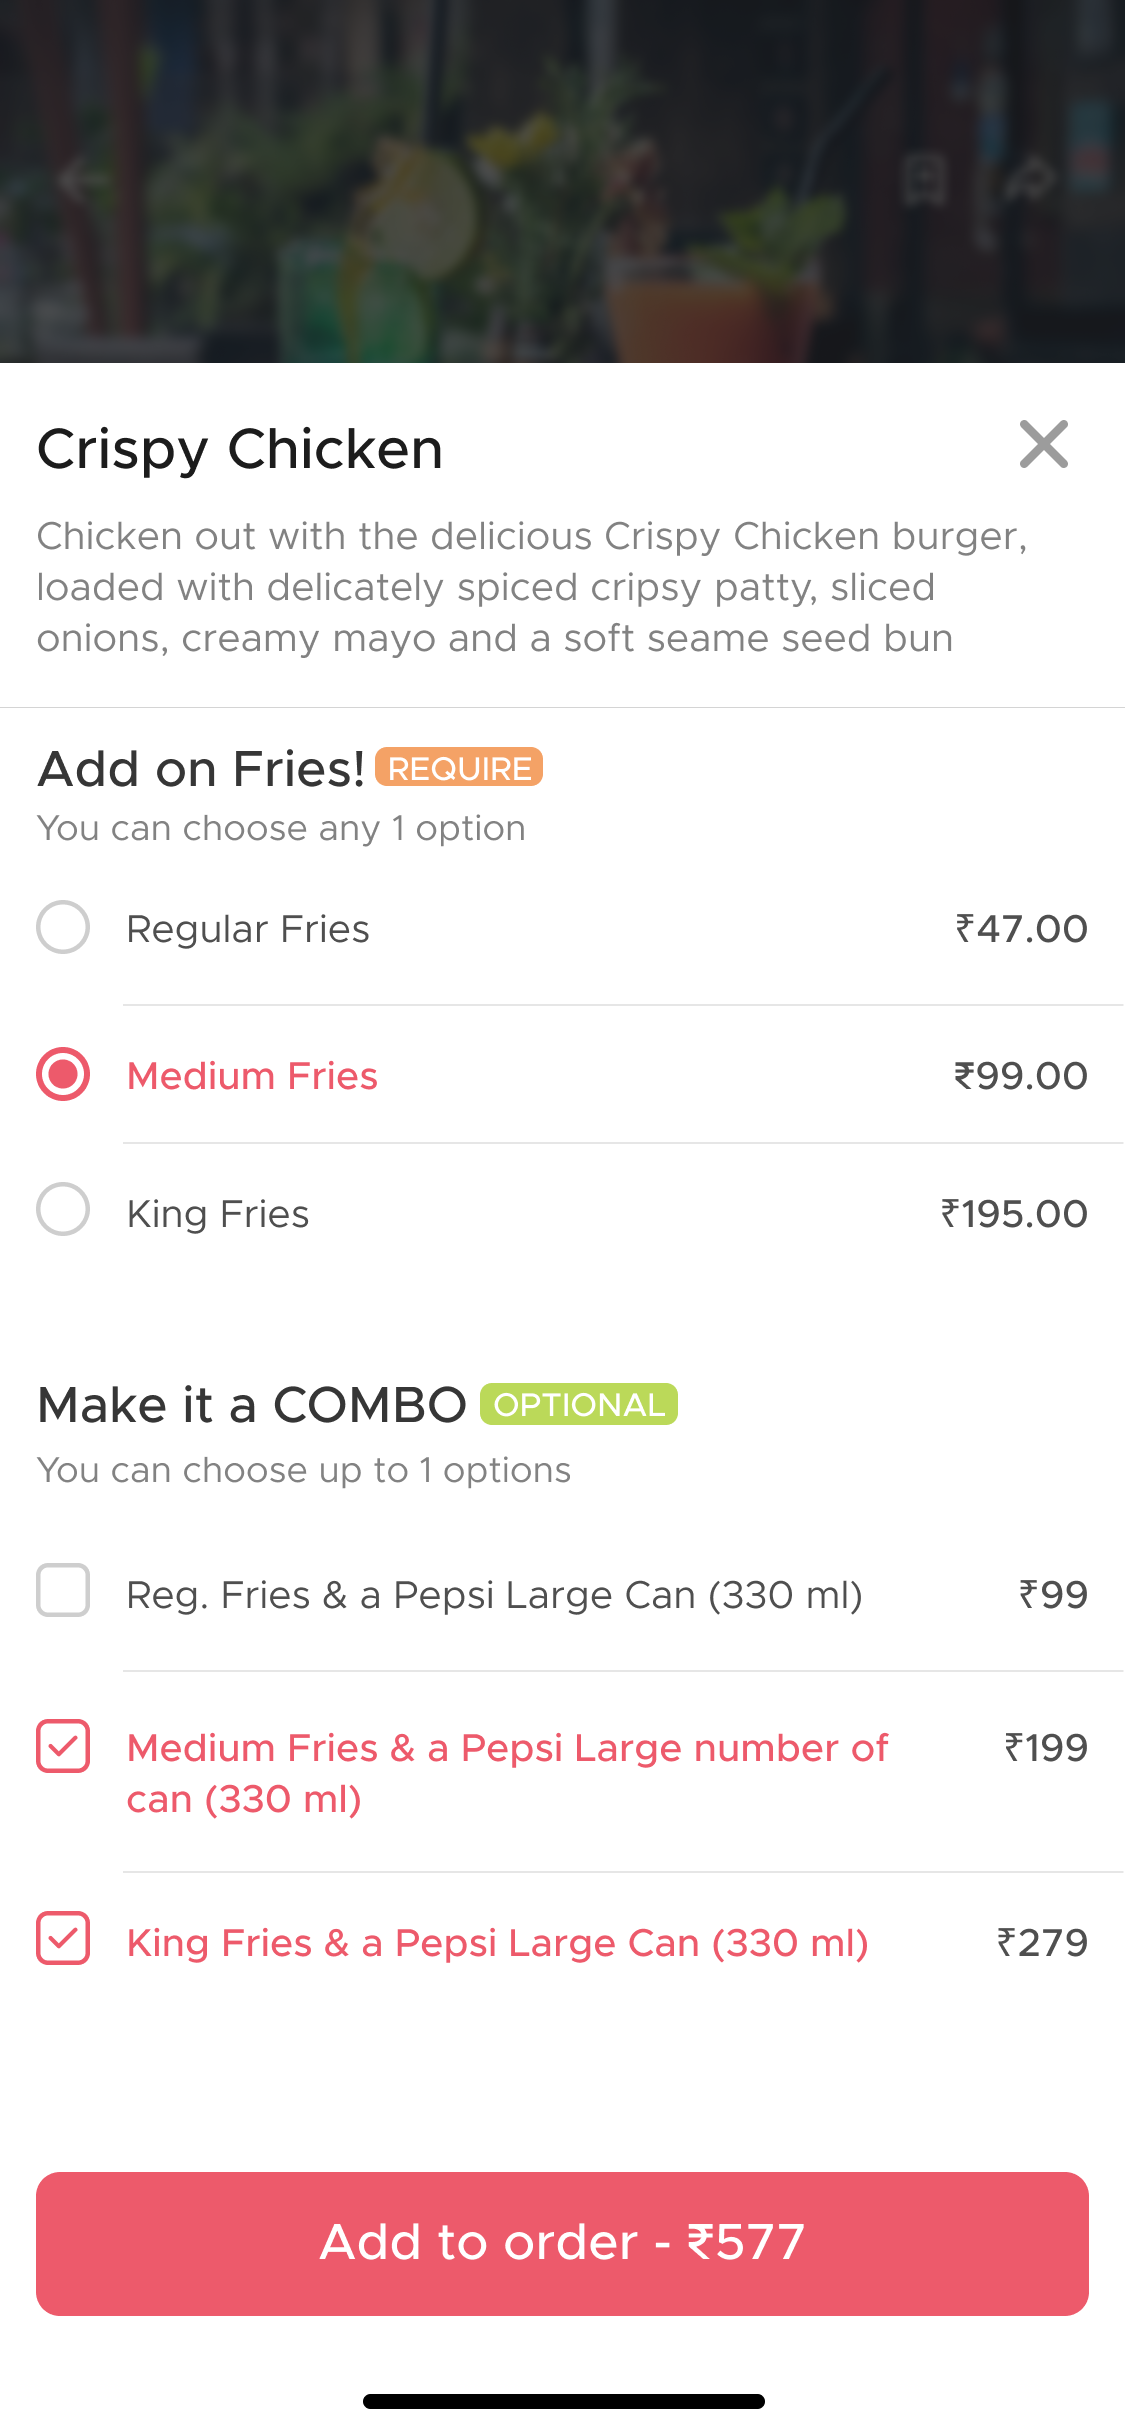 Crispy Chicken
Chicken out with the delicious Crispy Chicken burger,
loaded with delicately spiced cripsy patty, sliced
onions, creamy mayo and a soft seame seed bun
Add on Fries! REQUIRE
You can choose any 1 option
Regular Fries ₹47.00
Medium Fries ₹99.00
King Fries ₹195.00
Make it a COMBO OPTIONAL
You can choose up to 1 options
Reg. Fries & a Pepsi Large Can (330 ml) ₹99
Medium Fries & a Pepsi Large number of ₹199
can (330 ml)
King Fries & a Pepsi Large Can (330 ml) ₹279
Add to order - ₹577